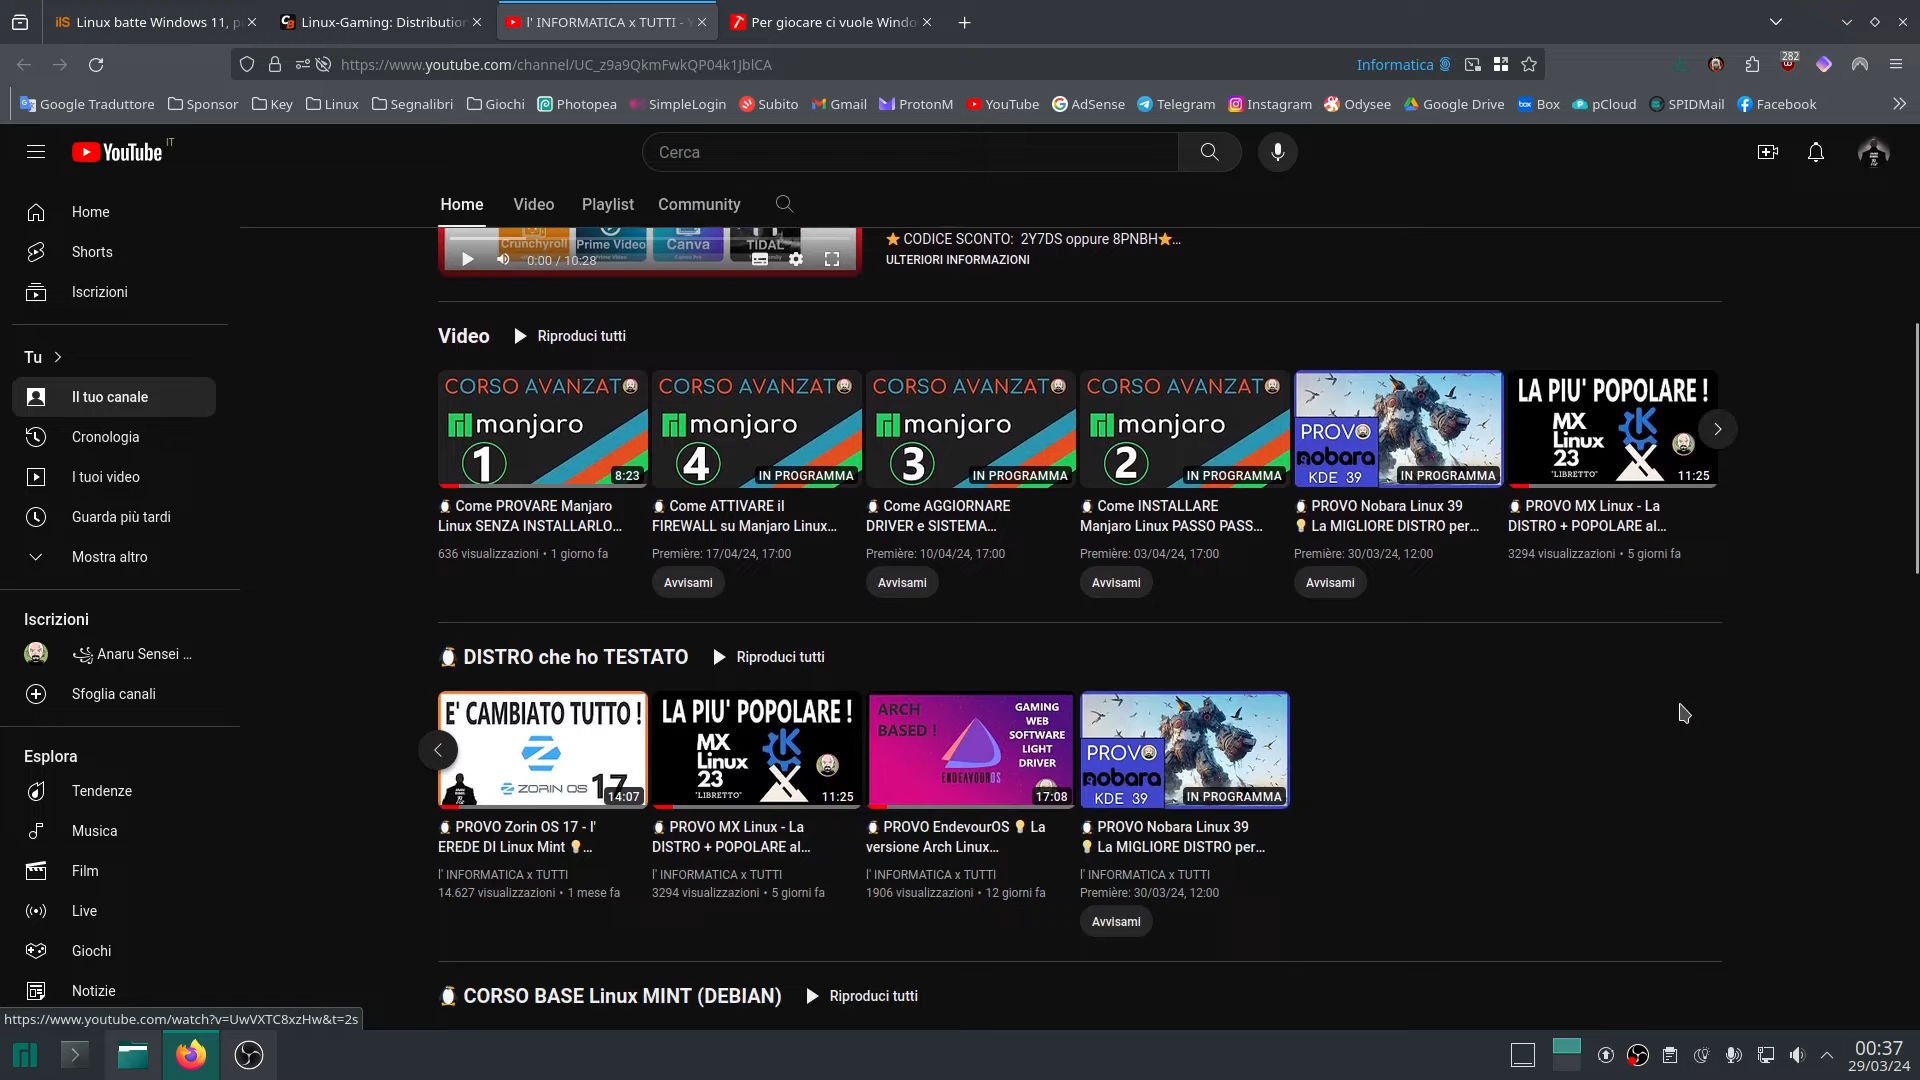 Linux batte Windows 11, p
Linux-Gaming: Distribution
l' INFORMATICA x TUTTI - Y
Per giocare ci vuole Windo
https://www.youtube.com/channel/UC_z9a9QkmFwkQP04k1JblCA
Informatica
282
Google Traduttore
Sponsor
Key
Linux
Segnalibri
Giochi
Photopea
SimpleLogin
Subito
Gmail
ProtonM
YouTube
AdSense
Telegram
Instagram
Odysee
Google Drive
Box
pCloud
SPIDMail
Facebook
YouTube IT
Cerca
Home
Video
Playlist
Community
Home
Shorts
Iscrizioni
Tu
Il tuo canale
Cronologia
I tuoi video
Guarda più tardi
Mostra altro
Iscrizioni
Anaru Sensei ...
Sfoglia canali
Esplora
Tendenze
Musica
Film
Live
Giochi
Notizie
Crunchyroll
Prime Video
Canva
TIDAL
0:00 / 10:28
⭐ CODICE SCONTO: 2Y7DS oppure 8PNBH⭐...
ULTERIORI INFORMAZIONI
Video
Riproduci tutti
CORSO AVANZATO
manjaro
1
8:23
Come PROVARE Manjaro
Linux SENZA INSTALLARLO...
636 visualizzazioni • 1 giorno fa
CORSO AVANZATO
manjaro
4
IN PROGRAMMA
Come ATTIVARE il
FIREWALL su Manjaro Linux...
Première: 17/04/24, 17:00
Avvisami
CORSO AVANZATO
manjaro
3
IN PROGRAMMA
Come AGGIORNARE
DRIVER e SISTEMA...
Première: 10/04/24, 17:00
Avvisami
CORSO AVANZATO
manjaro
2
IN PROGRAMMA
Come INSTALLARE
Manjaro Linux PASSO PASS...
Première: 03/04/24, 17:00
Avvisami
PROVO
nobara
KDE 39
IN PROGRAMMA
PROVO Nobara Linux 39
La MIGLIORE DISTRO per...
Première: 30/03/24, 12:00
Avvisami
LA PIU' POPOLARE !
MX
Linux
23
"LIBRETTO"
11:25
PROVO MX Linux - La
DISTRO + POPOLARE al...
3294 visualizzazioni • 5 giorni fa
DISTRO che ho TESTATO
Riproduci tutti
E' CAMBIATO TUTTO !
ZORIN OS 17
14:07
PROVO Zorin OS 17 - l'
EREDE DI Linux Mint
l' INFORMATICA x TUTTI
14.627 visualizzazioni • 1 mese fa
LA PIU' POPOLARE !
MX
Linux
23
"LIBRETTO"
11:25
PROVO MX Linux - La
DISTRO + POPOLARE al...
l' INFORMATICA x TUTTI
3294 visualizzazioni • 5 giorni fa
ARCH
BASED !
GAMING
WEB
SOFTWARE
LIGHT
DRIVER
ENDEAVOUROS
17:08
PROVO EndevourOS La
versione Arch Linux...
l' INFORMATICA x TUTTI
1906 visualizzazioni • 12 giorni fa
PROVO
nobara
KDE 39
IN PROGRAMMA
PROVO Nobara Linux 39
La MIGLIORE DISTRO per...
l' INFORMATICA x TUTTI
Première: 30/03/24, 12:00
Avvisami
CORSO BASE Linux MINT (DEBIAN)
Riproduci tutti
https://www.youtube.com/watch?v=UwVXTC8xzHw&t=2s
00:37
29/03/24